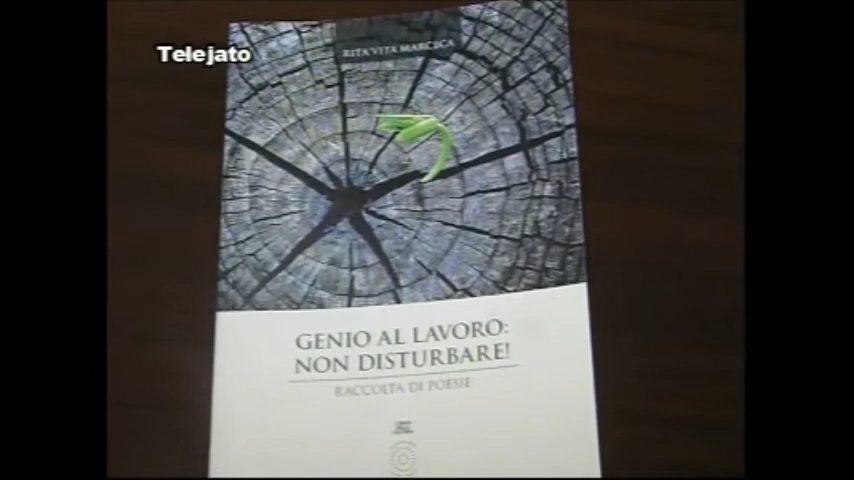 Telejato
RITA VITA MARCECA
GENIO AL LAVORO:
NON DISTURBARE!
RACCOLTA DI POESIE